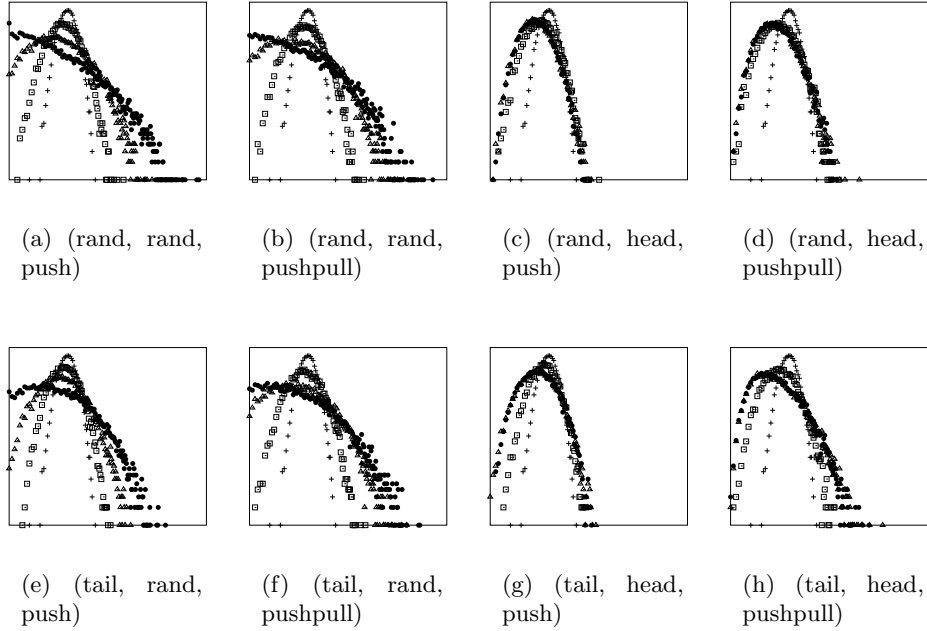 (a) (rand, rand, push)
(b) (rand, rand, pushpull)
(c) (rand, head, push)
(d) (rand, head, pushpull)
(e) (tail, rand, push)
(f) (tail, rand, pushpull)
(g) (tail, head, push)
(h) (tail, head, pushpull)